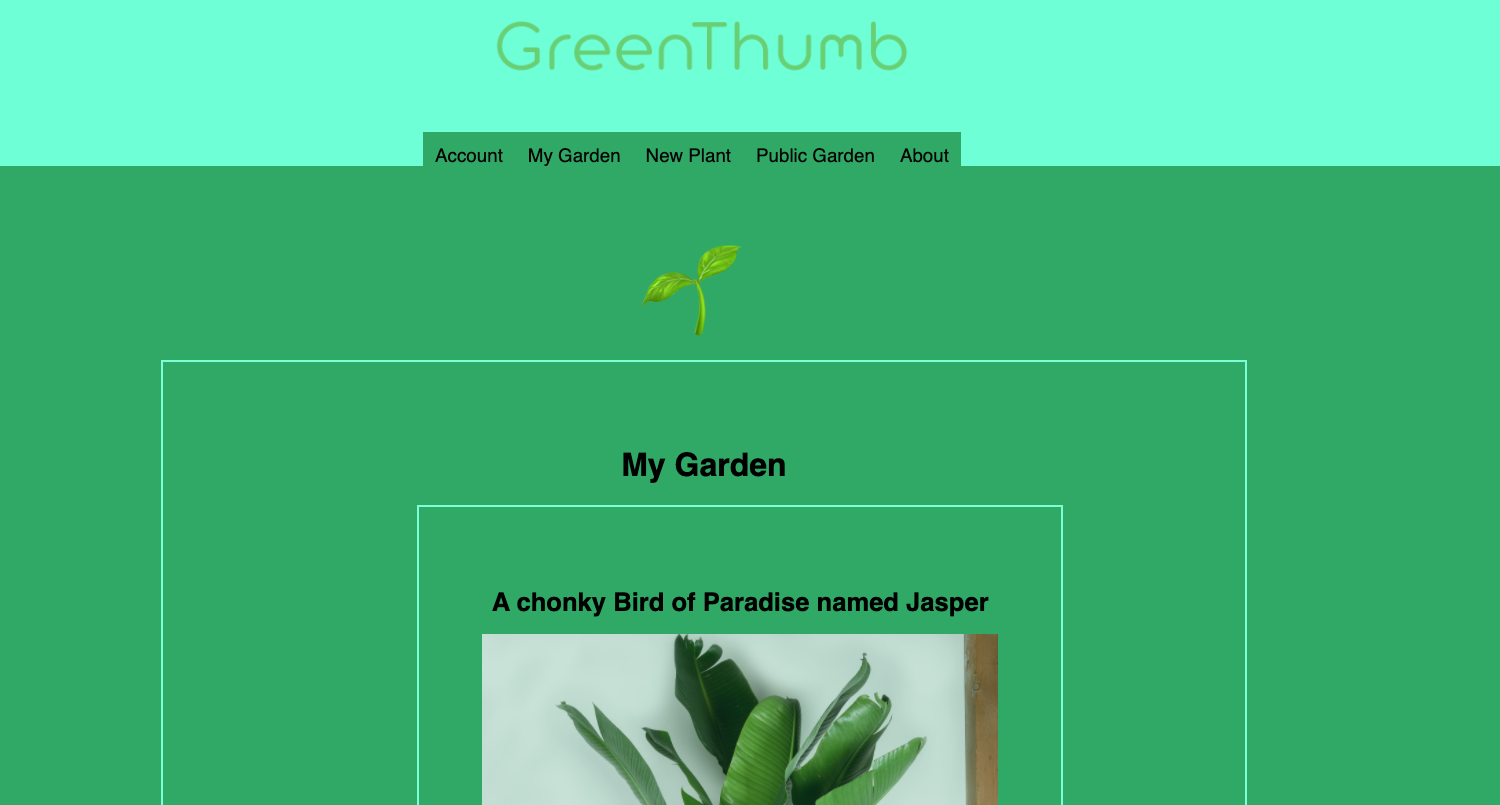 GreenThumb
Account My Garden New Plant Public Garden About
My Garden
A chonky Bird of Paradise named Jasper